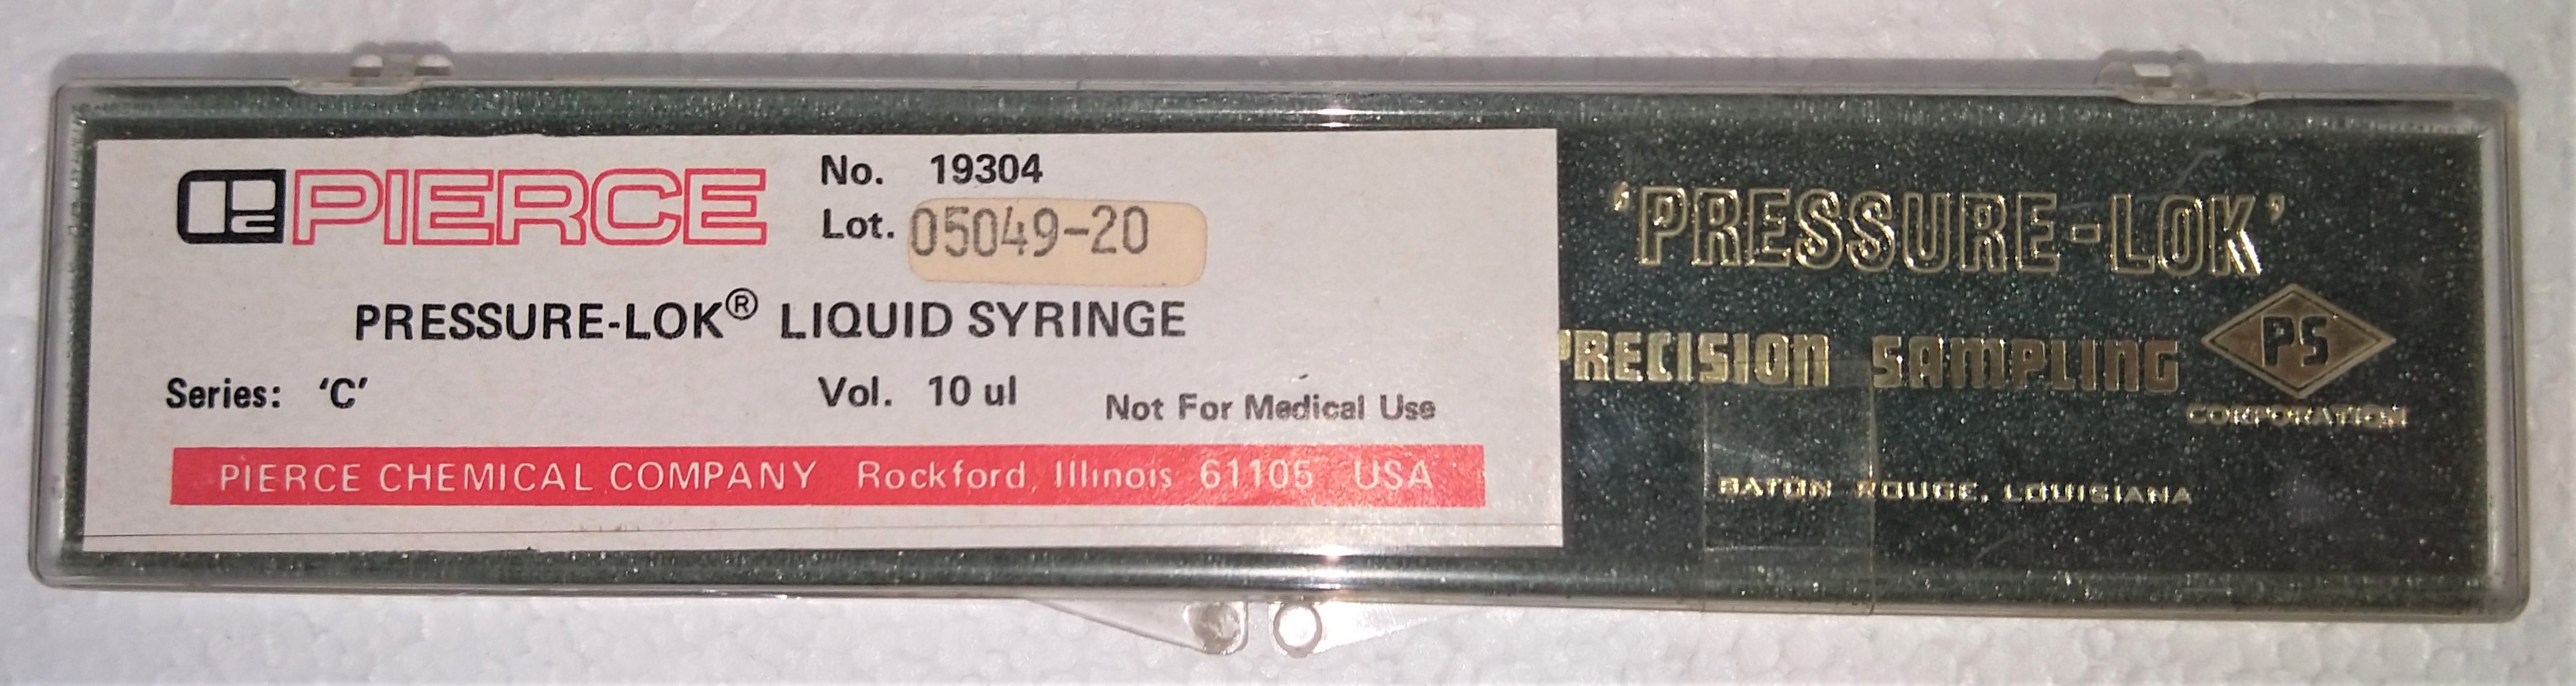 PIERCE
No. 19304
Lot. 05049-20
PRESSURE-LOK® LIQUID SYRINGE
Series: ‘C’ Vol. 10 ul Not For Medical Use
PIERCE CHEMICAL COMPANY Rockford, Illinois 61105 USA
‘PRESSURE-LOK’
PRECISION SAMPLING
PS
CORPORATION
BATON ROUGE, LOUISIANA